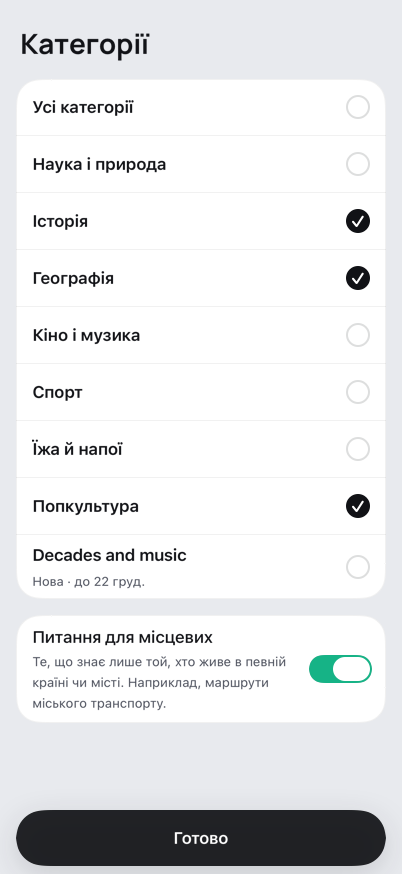 Категорії
Усі категорії
Наука і природа
Історія
Географія
Кіно і музика
Спорт
Їжа й напої
Попкультура
Decades and music
Нова · до 22 груд.
Питання для місцевих
Те, що знає лише той, хто живе в певній
країні чи місті. Наприклад, маршрути
міського транспорту.
Готово